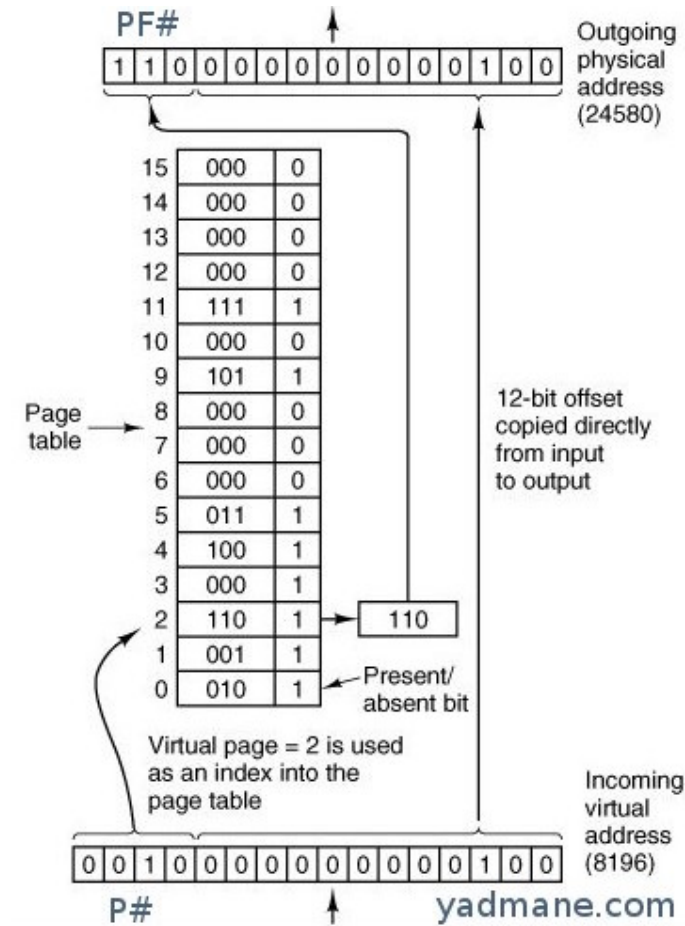 PF#
1 1 0 0 0 0 0 0 0 0 0 0 1 0 0
Outgoing
physical
address
(24580)
15 000 0
14 000 0
13 000 0
12 000 0
11 111 1
10 000 0
9 101 1
8 000 0
7 000 0
6 000 0
5 011 1
4 100 1
3 000 1
2 110 1
1 001 1
0 010 1
Page
table
110
12-bit offset
copied directly
from input
to output
Present/
absent bit
Virtual page = 2 is used
as an index into the
page table
Incoming
virtual
address
(8196)
0 0 1 0 0 0 0 0 0 0 0 0 0 1 0 0
P#
yadmane.com